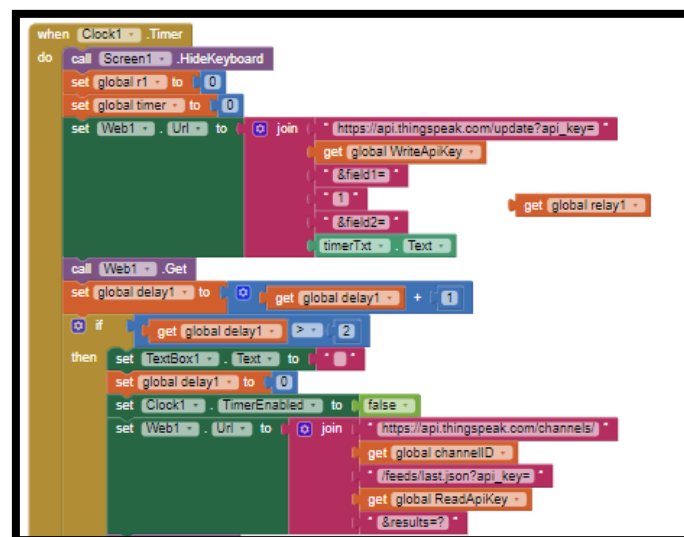 when Clock1 .Timer
do call Screen1 .HideKeyboard
set global r1 to 0
set global timer to 0
set Web1 . Url to join " https://api.thingspeak.com/update?api_key= "
get global WriteApiKey
" &field1= "
" 1 "
get global relay1
" &field2= "
timerTxt . Text
call Web1 .Get
set global delay1 to get global delay1 + 1
if get global delay1 > 2
then set TextBox1 . Text to " "
set global delay1 to 0
set Clock1 . TimerEnabled to false
set Web1 . Url to join " https://api.thingspeak.com/channels/ "
get global channelID
" /feeds/last.json?api_key= "
get global ReadApiKey
" &results=? "